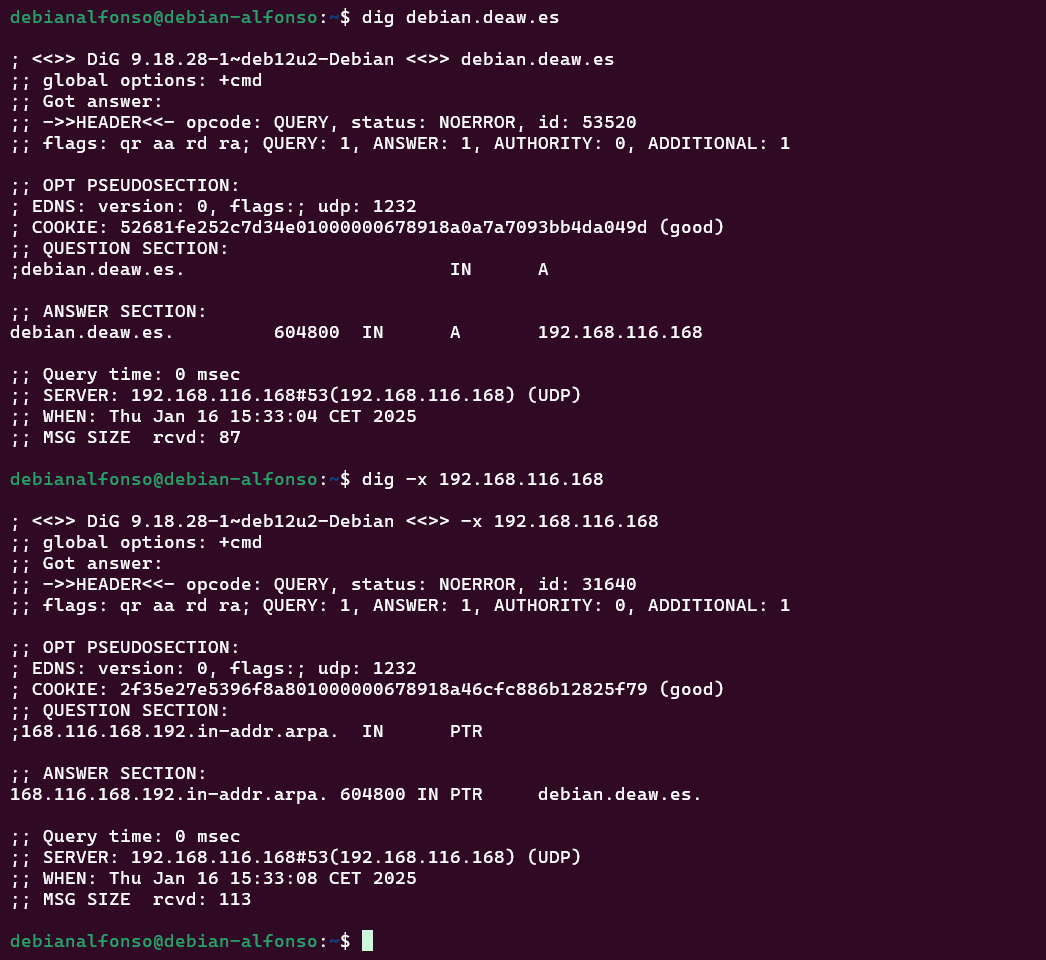 debianalfonso@debian-alfonso:~$ dig debian.deaw.es
; <<>> DiG 9.18.28-1~deb12u2-Debian <<>> debian.deaw.es
;; global options: +cmd
;; Got answer:
;; ->>HEADER<<- opcode: QUERY, status: NOERROR, id: 53520
;; flags: qr aa rd ra; QUERY: 1, ANSWER: 1, AUTHORITY: 0, ADDITIONAL: 1
;; OPT PSEUDOSECTION:
; EDNS: version: 0, flags:; udp: 1232
; COOKIE: 52681fe252c7d34e01000000678918a0a7a7093bb4da049d (good)
;; QUESTION SECTION:
;debian.deaw.es. IN A
;; ANSWER SECTION:
debian.deaw.es. 604800 IN A 192.168.116.168
;; Query time: 0 msec
;; SERVER: 192.168.116.168#53(192.168.116.168) (UDP)
;; WHEN: Thu Jan 16 15:33:04 CET 2025
;; MSG SIZE rcvd: 87
debianalfonso@debian-alfonso:~$ dig -x 192.168.116.168
; <<>> DiG 9.18.28-1~deb12u2-Debian <<>> -x 192.168.116.168
;; global options: +cmd
;; Got answer:
;; ->>HEADER<<- opcode: QUERY, status: NOERROR, id: 31640
;; flags: qr aa rd ra; QUERY: 1, ANSWER: 1, AUTHORITY: 0, ADDITIONAL: 1
;; OPT PSEUDOSECTION:
; EDNS: version: 0, flags:; udp: 1232
; COOKIE: 2f35e27e5396f8a801000000678918a46cfc886b12825f79 (good)
;; QUESTION SECTION:
;168.116.168.192.in-addr.arpa. IN PTR
;; ANSWER SECTION:
168.116.168.192.in-addr.arpa. 604800 IN PTR debian.deaw.es.
;; Query time: 0 msec
;; SERVER: 192.168.116.168#53(192.168.116.168) (UDP)
;; WHEN: Thu Jan 16 15:33:08 CET 2025
;; MSG SIZE rcvd: 113
debianalfonso@debian-alfonso:~$